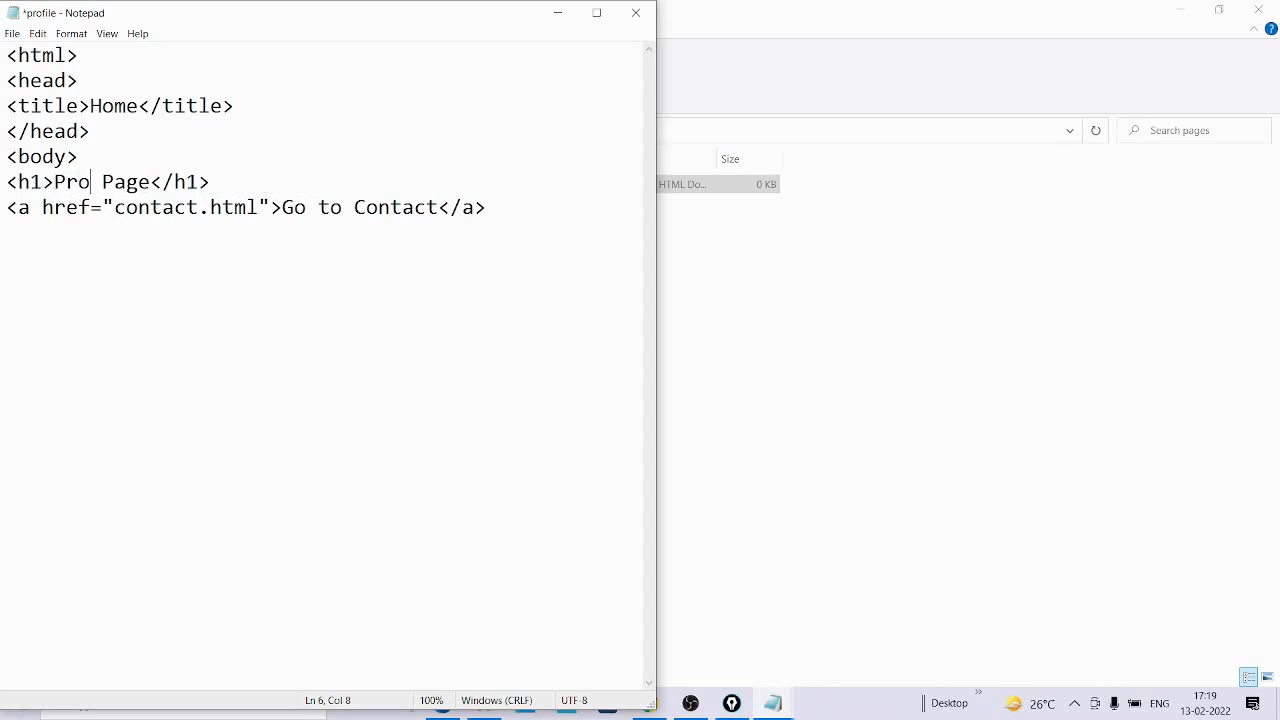 *profile - Notepad
File Edit Format View Help
<html>
<head>
<title>Home</title>
</head>
<body>
<h1>Pro Page</h1>
<a href="contact.html">Go to Contact</a>
Search pages
Size
HTML Do... 0 KB
Ln 6, Col 8 100% Windows (CRLF) UTF-8
Desktop 26°C ENG 17:19
13-02-2022